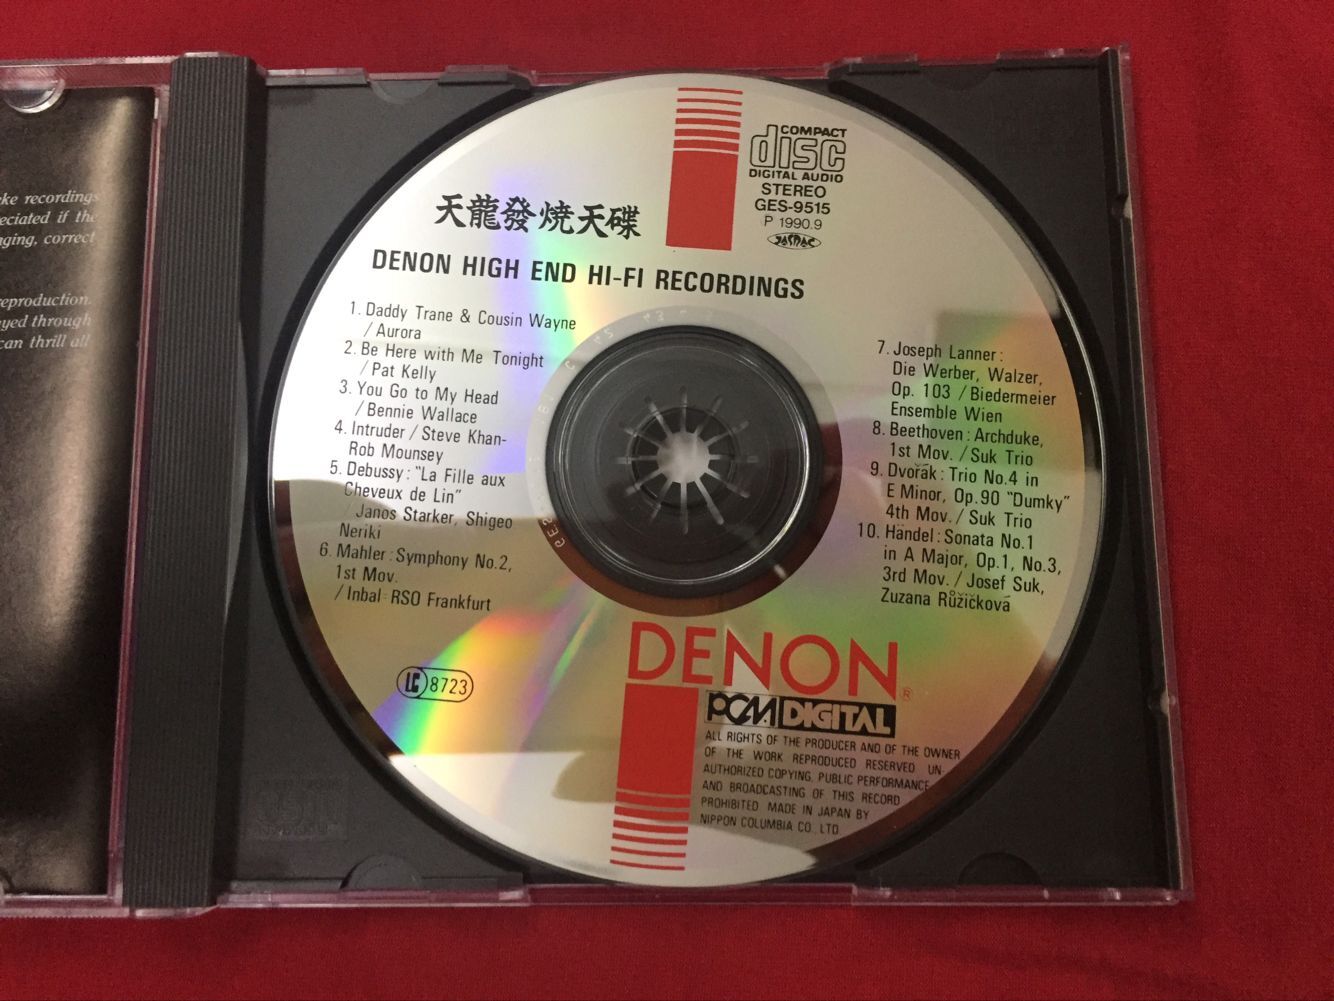 eke recordings
eciated if the
nging, correct
reproduction.
eyed through
can thrill all
COMPACT
disc
DIGITAL AUDIO
STEREO
GES-9515
P 1990.9
JASRAC
天龍發燒天碟
DENON HIGH END HI-FI RECORDINGS
1. Daddy Trane & Cousin Wayne
/ Aurora
2. Be Here with Me Tonight
/ Pat Kelly
3. You Go to My Head
/ Bennie Wallace
4. Intruder / Steve Khan-
Rob Mounsey
5. Debussy : "La Fille aux
Cheveux de Lin"
/ Janos Starker, Shigeo
Neriki
6. Mahler : Symphony No.2,
1st Mov.
/ Inbal : RSO Frankfurt
7. Joseph Lanner :
Die Werber, Walzer,
Op. 103 / Biedermeier
Ensemble Wien
8. Beethoven : Archduke,
1st Mov. / Suk Trio
9. Dvořák : Trio No.4 in
E Minor, Op.90 "Dumky"
4th Mov. / Suk Trio
10. Händel : Sonata No.1
in A Major, Op.1, No.3,
3rd Mov. / Josef Suk,
Zuzana Růžičková
LC 8723
DENON®
PCM DIGITAL
ALL RIGHTS OF THE PRODUCER AND OF THE OWNER
OF THE WORK REPRODUCED RESERVED UN-
AUTHORIZED COPYING, PUBLIC PERFORMANCE
AND BROADCASTING OF THIS RECORD
PROHIBITED MADE IN JAPAN BY
NIPPON COLUMBIA CO., LTD.